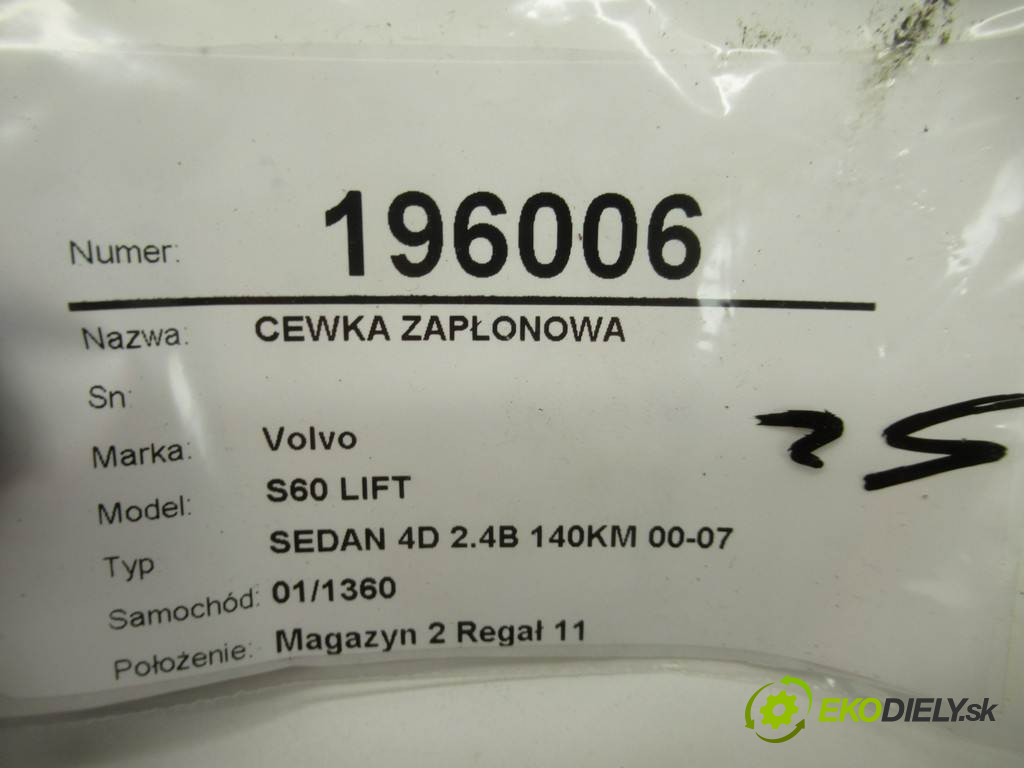 Numer: 196006
Nazwa: CEWKA ZAPŁONOWA
Sn:
Marka: Volvo
Model: S60 LIFT
Typ SEDAN 4D 2.4B 140KM 00-07
Samochód: 01/1360
Położenie: Magazyn 2 Regał 11
EKODIELY.sk